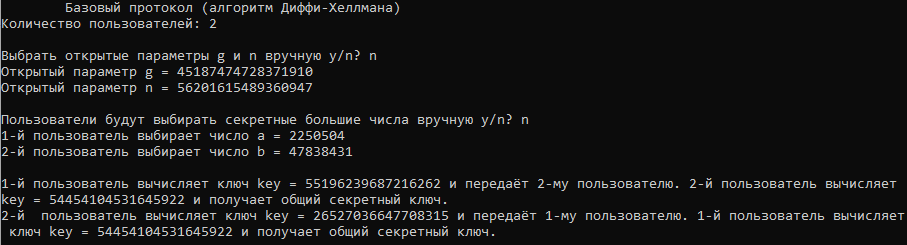 Базовый протокол (алгоритм Диффи-Хеллмана)
Количество пользователей: 2
Выбрать открытые параметры g и n вручную y/n? n
Открытый параметр g = 45187474728371910
Открытый параметр n = 56201615489360947
Пользователи будут выбирать секретные большие числа вручную y/n? n
1-й пользователь выбирает число a = 2250504
2-й пользователь выбирает число b = 47838431
1-й пользователь вычисляет ключ key = 55196239687216262 и передаёт 2-му пользователю. 2-й пользователь вычисляет
key = 54454104531645922 и получает общий секретный ключ.
2-й  пользователь вычисляет ключ key = 26527036647708315 и передаёт 1-му пользователю. 1-й пользователь вычисляет
ключ key = 54454104531645922 и получает общий секретный ключ.